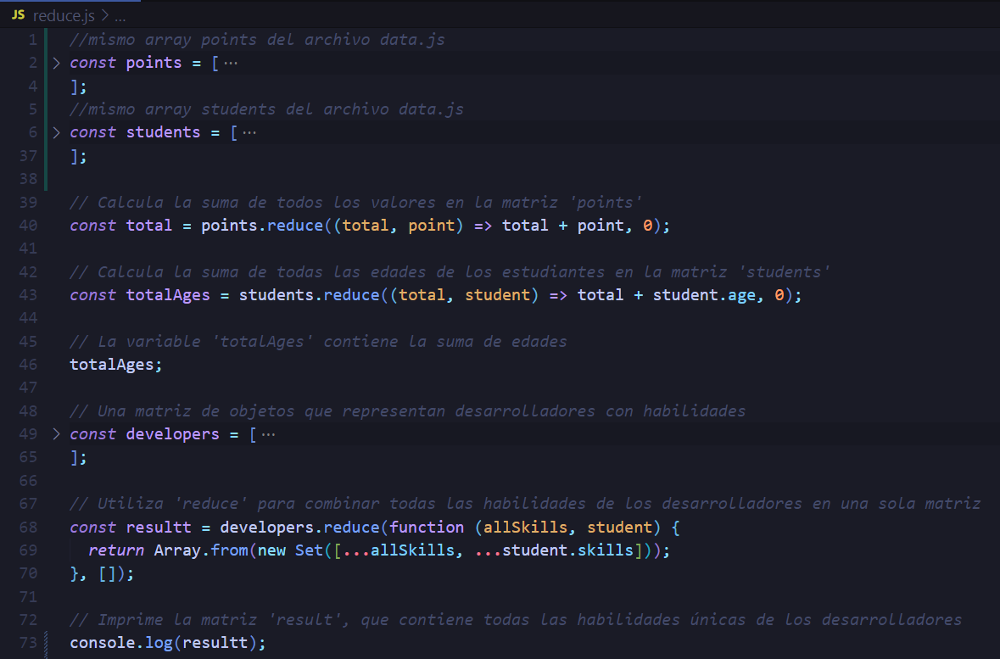 JS reduce.js > ...
1 //mismo array points del archivo data.js
2 > const points = [ ···
4 ];
5 //mismo array students del archivo data.js
6 > const students = [ ···
37 ];
38
39 // Calcula la suma de todos los valores en la matriz 'points'
40 const total = points.reduce((total, point) => total + point, 0);
41
42 // Calcula la suma de todas las edades de los estudiantes en la matriz 'students'
43 const totalAges = students.reduce((total, student) => total + student.age, 0);
44
45 // La variable 'totalAges' contiene la suma de edades
46 totalAges;
47
48 // Una matriz de objetos que representan desarrolladores con habilidades
49 > const developers = [ ···
65 ];
66
67 // Utiliza 'reduce' para combinar todas las habilidades de los desarrolladores en una sola matriz
68 const resultt = developers.reduce(function (allSkills, student) {
69 return Array.from(new Set([...allSkills, ...student.skills]));
70 }, []);
71
72 // Imprime la matriz 'result', que contiene todas las habilidades únicas de los desarrolladores
73 console.log(resultt);